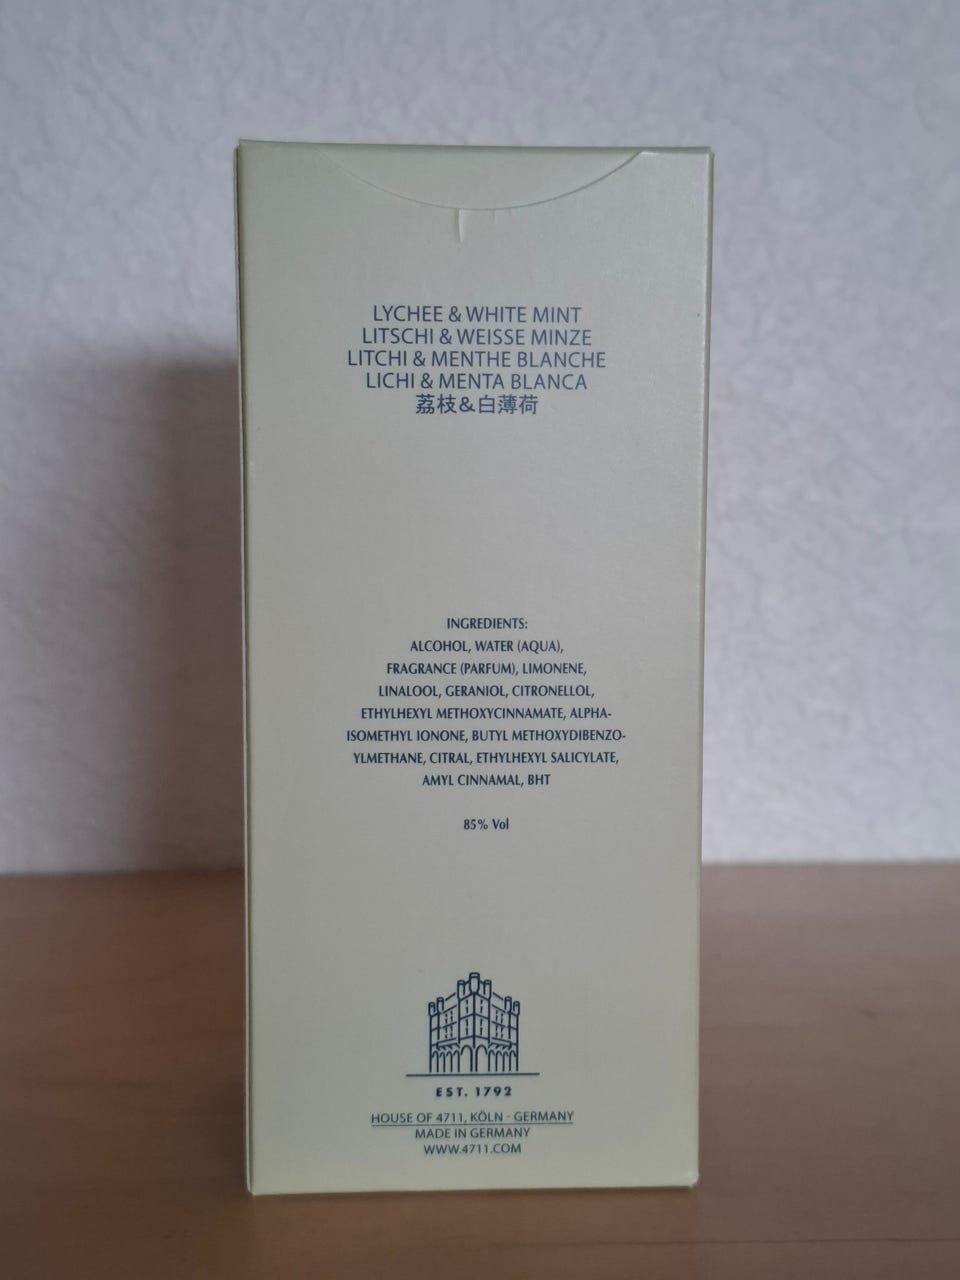 LYCHEE & WHITE MINT
LITSCHI & WEISSE MINZE
LITCHI & MENTHE BLANCHE
LICHI & MENTA BLANCA
荔枝&白薄荷
INGREDIENTS:
ALCOHOL, WATER (AQUA),
FRAGRANCE (PARFUM), LIMONENE,
LINALOOL, GERANIOL, CITRONELLOL,
ETHYLHEXYL METHOXYCINNAMATE, ALPHA-
ISOMETHYL IONONE, BUTYL METHOXYDIBENZO-
YLMETHANE, CITRAL, ETHYLHEXYL SALICYLATE,
AMYL CINNAMAL, BHT
85% Vol
EST. 1792
HOUSE OF 4711, KÖLN · GERMANY
MADE IN GERMANY
WWW.4711.COM